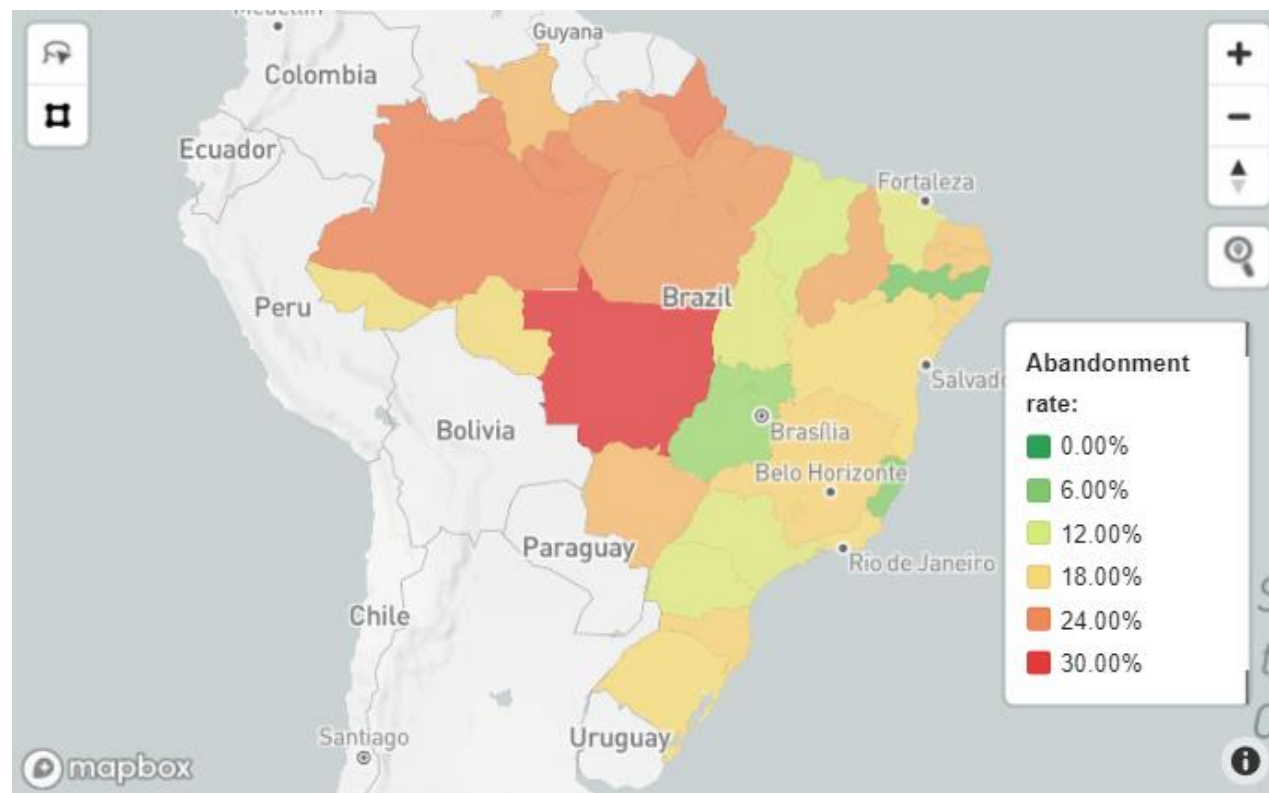 Guyana
Colombia
Ecuador
Fortaleza
Peru
Brazil
Bolivia
Brasília
Belo Horizonte
Paraguay
Rio de Janeiro
Chile
Santiago
Uruguay
mapbox
Abandonment
rate:
0.00%
6.00%
12.00%
18.00%
24.00%
30.00%